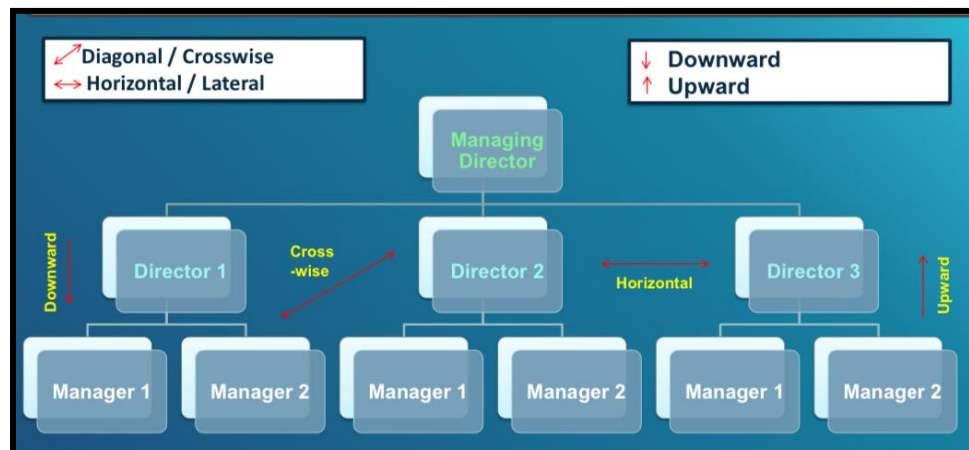 Diagonal / Crosswise
Horizontal / Lateral
Downward
Upward
Managing
Director
Downward
Director 1
Cross
-wise
Director 2
Horizontal
Director 3
Upward
Manager 1
Manager 2
Manager 1
Manager 2
Manager 1
Manager 2